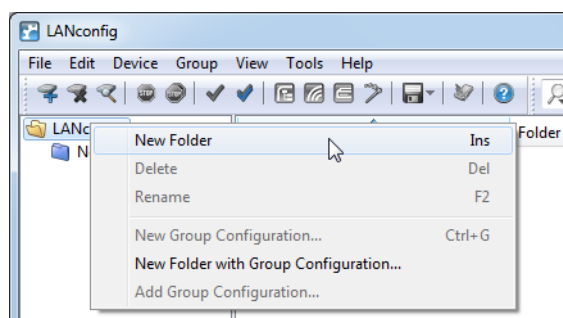 LANconfig
File Edit Device Group View Tools Help
LANc
Folder
N
New Folder Ins
Delete Del
Rename F2
New Group Configuration... Ctrl+G
New Folder with Group Configuration...
Add Group Configuration...